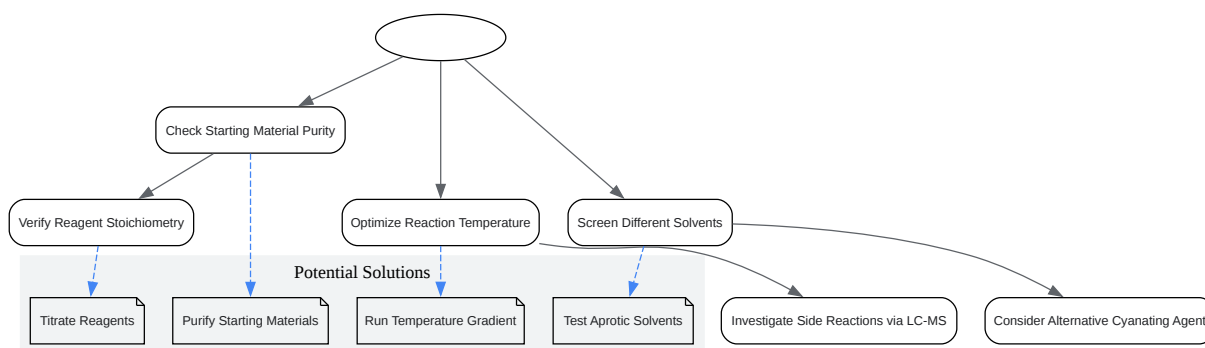 Check Starting Material Purity
Verify Reagent Stoichiometry
Optimize Reaction Temperature
Screen Different Solvents
Potential Solutions
Titrate Reagents
Purify Starting Materials
Run Temperature Gradient
Test Aprotic Solvents
Investigate Side Reactions via LC-MS
Consider Alternative Cyanating Agent